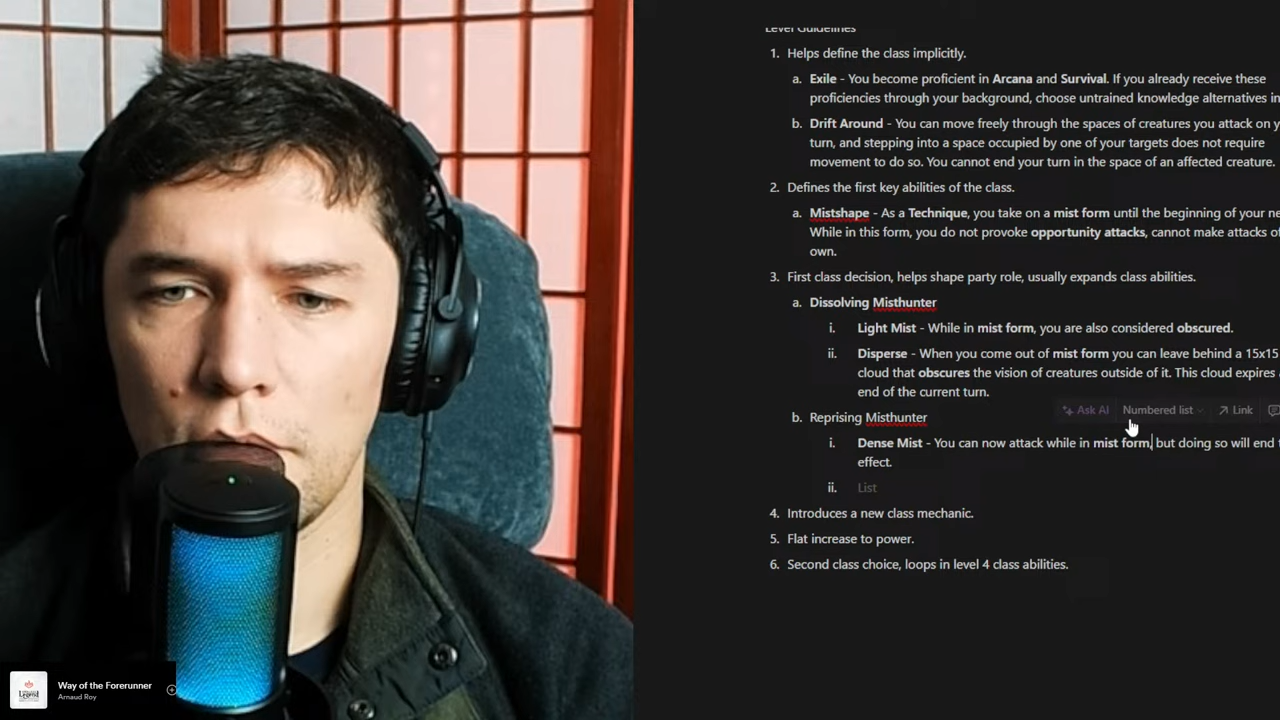 Level Guidelines
1. Helps define the class implicitly.
a. Exile - You become proficient in Arcana and Survival. If you already receive these
proficiencies through your background, choose untrained knowledge alternatives in
b. Drift Around - You can move freely through the spaces of creatures you attack on y
turn, and stepping into a space occupied by one of your targets does not require
movement to do so. You cannot end your turn in the space of an affected creature.
2. Defines the first key abilities of the class.
a. Mistshape - As a Technique, you take on a mist form until the beginning of your ne
While in this form, you do not provoke opportunity attacks, cannot make attacks of
own.
3. First class decision, helps shape party role, usually expands class abilities.
a. Dissolving Misthunter
i. Light Mist - While in mist form, you are also considered obscured.
ii. Disperse - When you come out of mist form you can leave behind a 15x15
cloud that obscures the vision of creatures outside of it. This cloud expires a
end of the current turn.
Ask AI Numbered list Link
b. Reprising Misthunter
i. Dense Mist - You can now attack while in mist form, but doing so will end t
effect.
ii. List
4. Introduces a new class mechanic.
5. Flat increase to power.
6. Second class choice, loops in level 4 class abilities.
Legend
Way of the Forerunner
Arnaud Roy